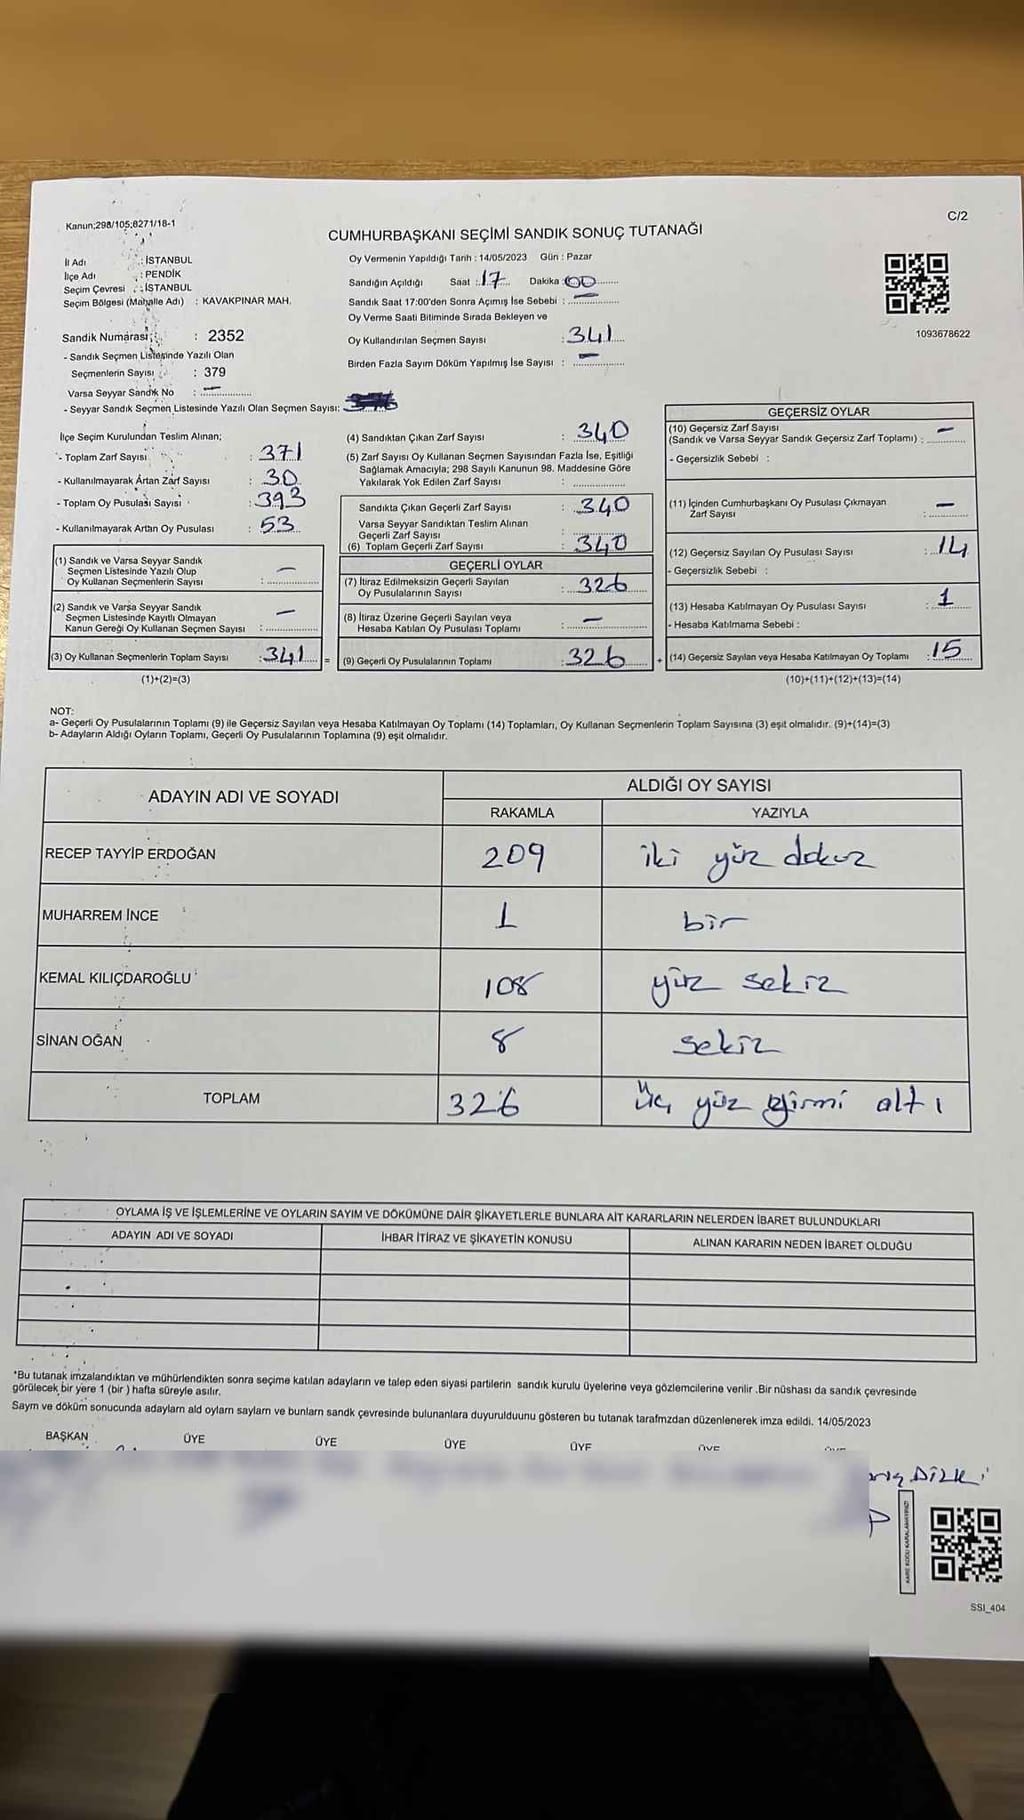 Kanun;298/105;8271/18-1
C/2
CUMHURBAŞKANI SEÇİMİ SANDIK SONUÇ TUTANAĞI
İl Adı : İSTANBUL
İlçe Adı : PENDİK
Seçim Çevresi : İSTANBUL
Seçim Bölgesi (Mahalle Adı) : KAVAKPINAR MAH.
Oy Vermenin Yapıldığı Tarih : 14/05/2023 Gün : Pazar
Sandığın Açıldığı Saat : 17 Dakika : 00
Sandık Saat 17:00'den Sonra Açımış İse Sebebi : —
Oy Verme Saati Bitiminde Sırada Bekleyen ve
Oy Kullandırılan Seçmen Sayısı : 341
Birden Fazla Sayım Döküm Yapılmış İse Sayısı : —
1093678622
Sandik Numarası : 2352
- Sandık Seçmen Listesinde Yazılı Olan
Seçmenlerin Sayısı : 379
Varsa Seyyar Sandık No : —
- Seyyar Sandık Seçmen Listesinde Yazılı Olan Seçmen Sayısı:
İlçe Seçim Kurulundan Teslim Alınan;
- Toplam Zarf Sayısı : 371
- Kullanılmayarak Artan Zarf Sayısı : 30
- Toplam Oy Pusulası Sayısı : 393
- Kullanılmayarak Artan Oy Pusulası : 53
(1) Sandık ve Varsa Seyyar Sandık
Seçmen Listesinde Yazılı Olup
Oy Kullanan Seçmenlerin Sayısı : —
(2) Sandık ve Varsa Seyyar Sandık
Seçmen Listesinde Kayıtlı Olmayan
Kanun Gereği Oy Kullanan Seçmen Sayısı : —
(3) Oy Kullanan Seçmenlerin Toplam Sayısı : 341 =
(1)+(2)=(3)
(4) Sandıktan Çıkan Zarf Sayısı : 340
(5) Zarf Sayısı Oy Kullanan Seçmen Sayısından Fazla İse, Eşitliği
Sağlamak Amacıyla; 298 Sayılı Kanunun 98. Maddesine Göre
Yakılarak Yok Edilen Zarf Sayısı :
Sandıkta Çıkan Geçerli Zarf Sayısı : 340
Varsa Seyyar Sandıktan Teslim Alınan
Geçerli Zarf Sayısı :
(6) Toplam Geçerli Zarf Sayısı : 340
GEÇERLİ OYLAR
(7) İtiraz Edilmeksizin Geçerli Sayılan
Oy Pusulalarının Sayısı : 326
(8) İtiraz Üzerine Geçerli Sayılan veya
Hesaba Katılan Oy Pusulası Toplamı : —
(9) Geçerli Oy Pusulalarının Toplamı : 326 +
GEÇERSİZ OYLAR
(10) Geçersiz Zarf Sayısı
(Sandık ve Varsa Seyyar Sandık Geçersiz Zarf Toplamı) : —
- Geçersizlik Sebebi :
(11) İçinden Cumhurbaşkanı Oy Pusulası Çıkmayan
Zarf Sayısı : —
(12) Geçersiz Sayılan Oy Pusulası Sayısı : 14
- Geçersizlik Sebebi :
(13) Hesaba Katılmayan Oy Pusulası Sayısı : 1
- Hesaba Katılmama Sebebi :
(14) Geçersiz Sayılan veya Hesaba Katılmayan Oy Toplamı : 15
(10)+(11)+(12)+(13)=(14)
NOT:
a- Geçerli Oy Pusulalarının Toplamı (9) ile Geçersiz Sayılan veya Hesaba Katılmayan Oy Toplamı (14) Toplamları, Oy Kullanan Seçmenlerin Toplam Sayısına (3) eşit olmalıdır. (9)+(14)=(3)
b- Adayların Aldığı Oyların Toplamı, Geçerli Oy Pusulalarının Toplamına (9) eşit olmalıdır.
ADAYIN ADI VE SOYADI ALDIĞI OY SAYISI
RAKAMLA YAZIYLA
RECEP TAYYİP ERDOĞAN 209 iki yüz dokuz
MUHARREM İNCE 1 bir
KEMAL KILIÇDAROĞLU 108 yüz sekiz
SİNAN OĞAN 8 sekiz
TOPLAM 326 Üç yüz yirmi altı
OYLAMA İŞ VE İŞLEMLERİNE VE OYLARIN SAYIM VE DÖKÜMÜNE DAİR ŞİKAYETLERLE BUNLARA AİT KARARLARIN NELERDEN İBARET BULUNDUKLARI
ADAYIN ADI VE SOYADI İHBAR İTİRAZ VE ŞİKAYETİN KONUSU ALINAN KARARIN NEDEN İBARET OLDUĞU
*Bu tutanak imzalandıktan ve mühürlendikten sonra seçime katılan adayların ve talep eden siyasi partilerin sandık kurulu üyelerine veya gözlemcilerine verilir .Bir nüshası da sandık çevresinde
görülecek bir yere 1 (bir ) hafta süreyle asılır.
Saym ve döküm sonucunda adaylarn ald oylarn saylarn ve bunlarn sandk çevresinde bulunanlara duyurulduunu gösteren bu tutanak tarafmzdan düzenlenerek imza edildi. 14/05/2023
BAŞKAN ÜYE ÜYE ÜYE ÜYE
KARE KODU KARALAMAYINIZ!
SSI_404